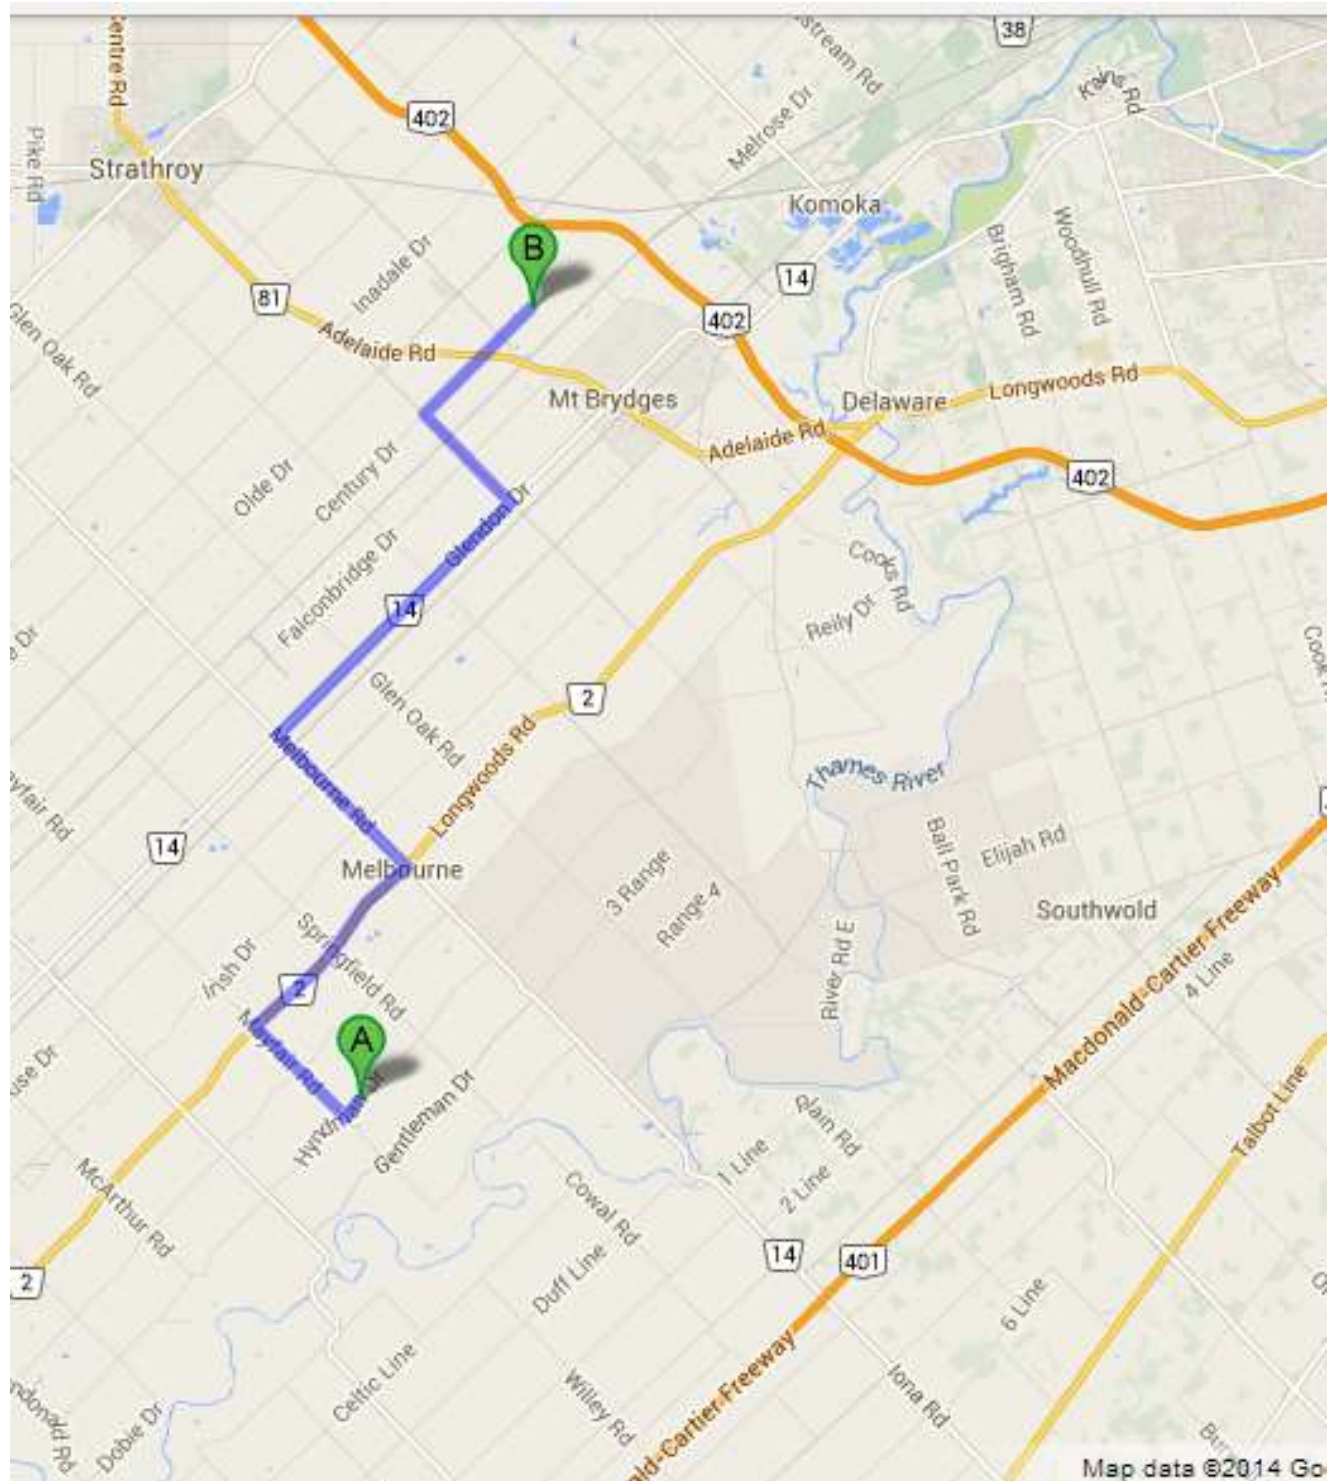 Centre Rd
38
402
Melrose Dr
Kains Rd
Pike Rd
Strathroy
Komoka
B
Inadale Dr
14
Brigham Rd
Woodhull Rd
81
402
Glen Oak Rd
Adelaide Rd
Longwoods Rd
Mt Brydges
Delaware
Adelaide Rd
402
Olde Dr
Century Dr
Glendon Dr
Falconbridge Dr
Cooks Rd
14
Reily Dr
Glen Oak Rd
2
Melbourne Rd
Longwoods Rd
Thames River
14
Melbourne
Ball Park Rd
Elijah Rd
3 Range
Range 4
Southwold
Macdonald-Cartier Freeway
Springfield Rd
Irish Dr
River Rd E
4 Line
2
Mayfair Rd
A
Hyndman Dr
Gentleman Dr
Plain Rd
Talbot Line
1 Line
2 Line
McArthur Rd
Cowal Rd
14
401
2
Duff Line
6 Line
Celtic Line
Willey Rd
Iona Rd
Dobie Dr
ald-Cartier Freeway
Map data ©2014 Go